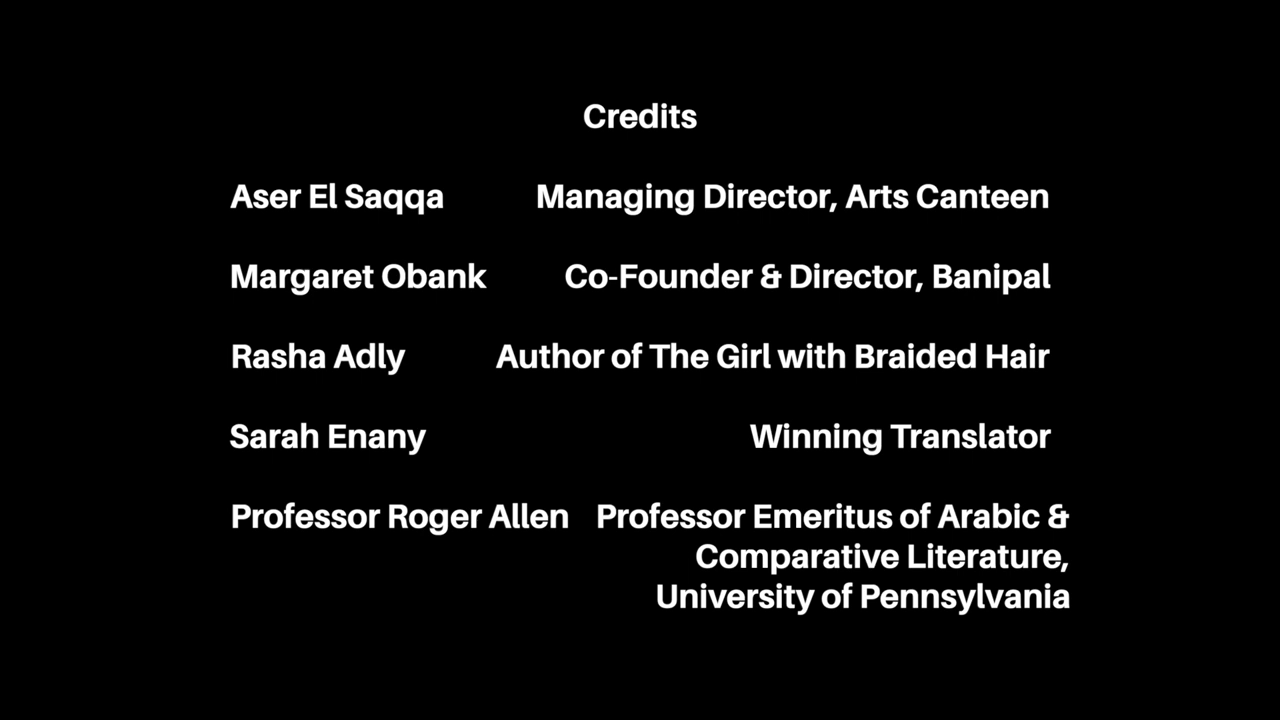 Credits
Aser El Saqqa Managing Director, Arts Canteen
Margaret Obank Co-Founder & Director, Banipal
Rasha Adly Author of The Girl with Braided Hair
Sarah Enany Winning Translator
Professor Roger Allen Professor Emeritus of Arabic &
Comparative Literature,
University of Pennsylvania